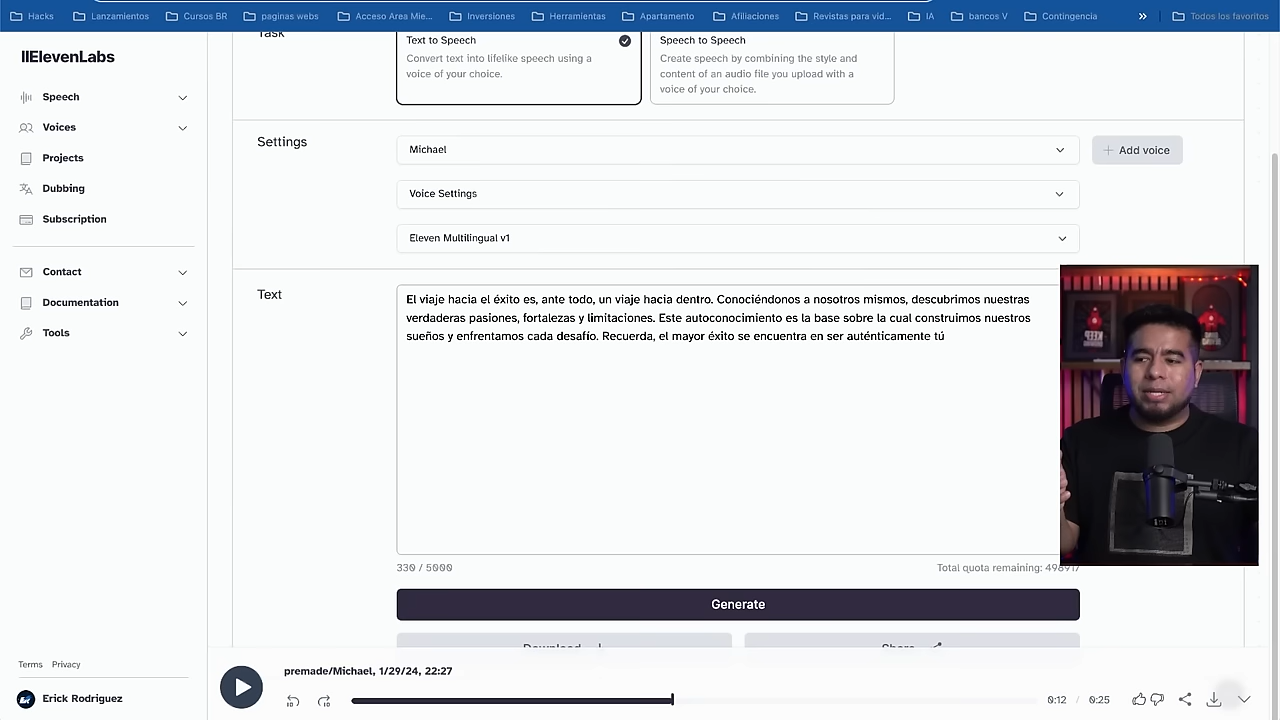 Hacks Lanzamientos Cursos BR paginas webs Acceso Area Mie... Inversiones Herramientas Apartamento Afiliaciones Revistas para vid... IA bancos V Contingencia » Todos los favoritos
IIElevenLabs
Speech
Voices
Projects
Dubbing
Subscription
Contact
Documentation
Tools
Terms Privacy
Erick Rodriguez
Task
Text to Speech
Convert text into lifelike speech using a
voice of your choice.
Speech to Speech
Create speech by combining the style and
content of an audio file you upload with a
voice of your choice.
Settings
Michael
+ Add voice
Voice Settings
Eleven Multilingual v1
Text
El viaje hacia el éxito es, ante todo, un viaje hacia dentro. Conociéndonos a nosotros mismos, descubrimos nuestras
verdaderas pasiones, fortalezas y limitaciones. Este autoconocimiento es la base sobre la cual construimos nuestros
sueños y enfrentamos cada desafío. Recuerda, el mayor éxito se encuentra en ser auténticamente tú
330 / 5000
Total quota remaining: 498917
Generate
Download
Share
premade/Michael, 1/29/24, 22:27
10 10
0:12 / 0:25